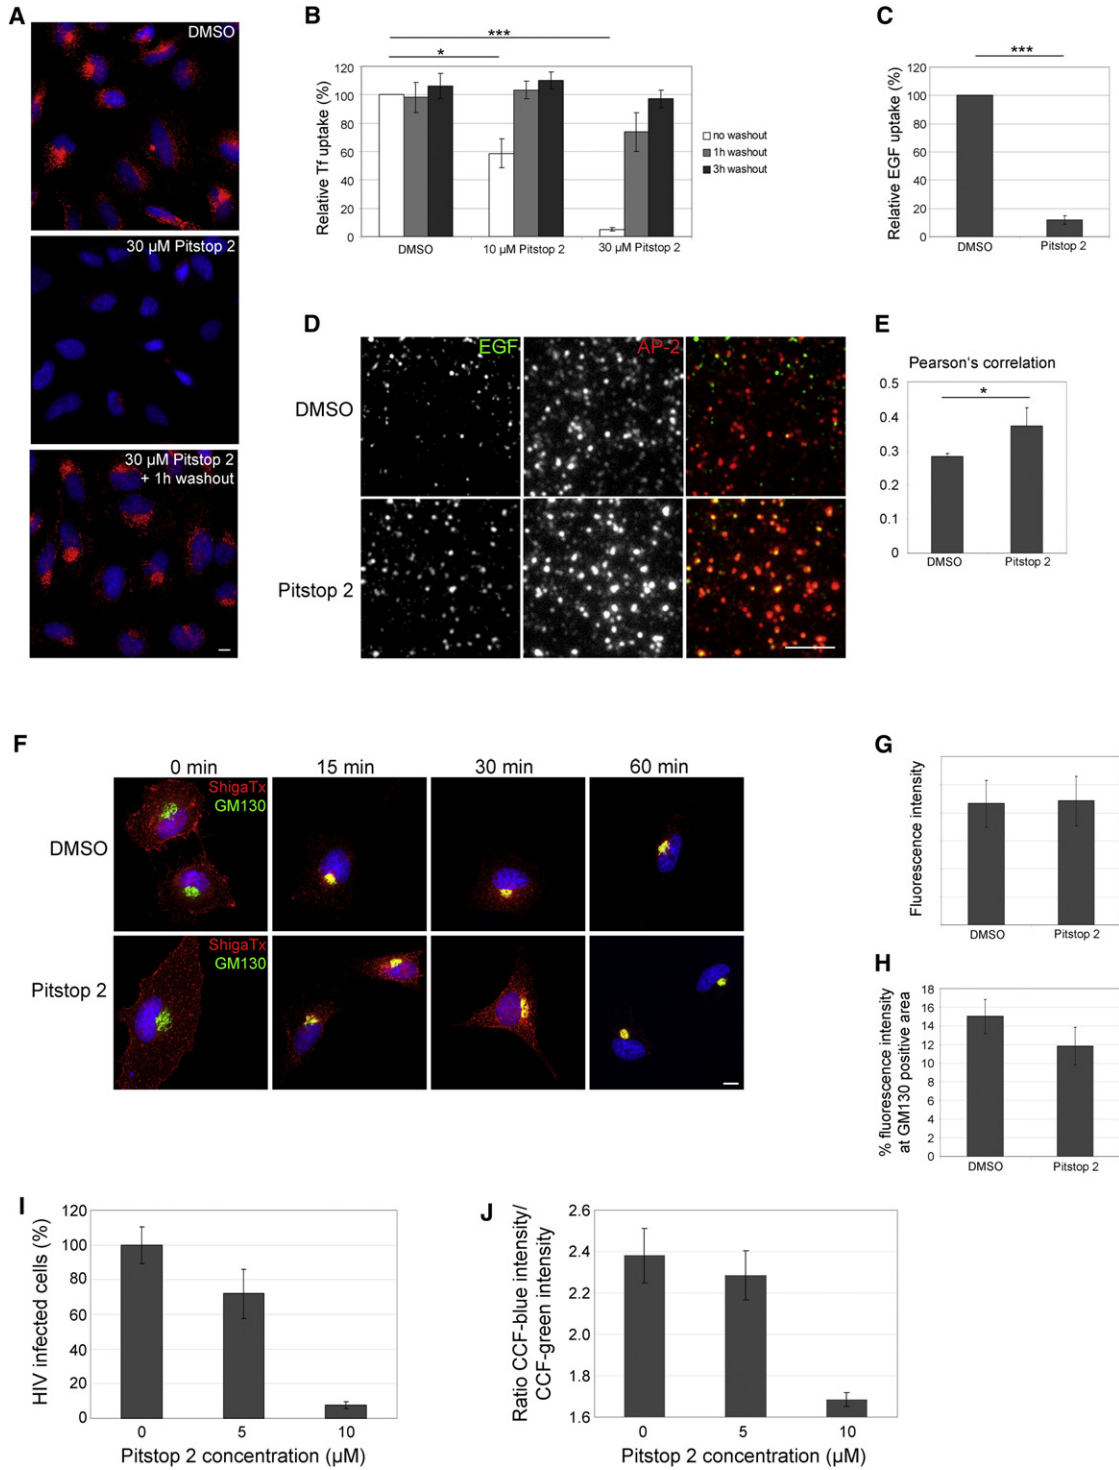 A
DMSO
30 µM Pitstop 2
30 µM Pitstop 2
+ 1h washout
B
***
*
Relative Tf uptake (%)
120
100
80
60
40
20
0
DMSO
10 µM Pitstop 2
30 µM Pitstop 2
no washout
1h washout
3h washout
C
***
Relative EGF uptake (%)
120
100
80
60
40
20
0
DMSO
Pitstop 2
D
EGF
AP-2
DMSO
Pitstop 2
E
Pearson's correlation
*
0.5
0.4
0.3
0.2
0.1
0
DMSO
Pitstop 2
F
0 min
15 min
30 min
60 min
DMSO
ShigaTx
GM130
Pitstop 2
ShigaTx
GM130
G
Fluorescence intensity
DMSO
Pitstop 2
H
% fluorescence intensity
at GM130 positive area
18
16
14
12
10
8
6
4
2
0
DMSO
Pitstop 2
I
HIV infected cells (%)
120
100
80
60
40
20
0
0
5
10
Pitstop 2 concentration (µM)
J
Ratio CCF-blue intensity/
CCF-green intensity
2.6
2.4
2.2
2.0
1.8
1.6
0
5
10
Pitstop 2 concentration (µM)